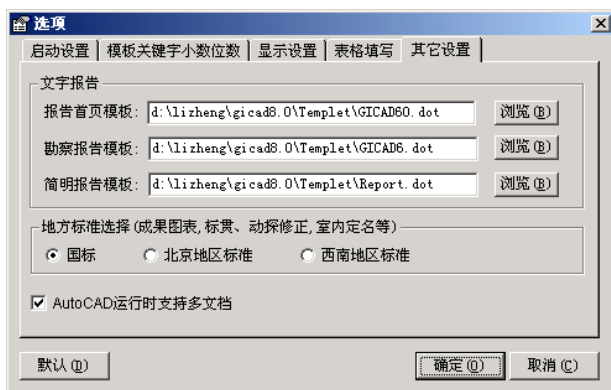 选项
启动设置 模板关键字小数位数 显示设置 表格填写 其它设置
文字报告
报告首页模板: d:\lizheng\gicad8.0\Templet\GICAD60.dot 浏览(B)
勘察报告模板: d:\lizheng\gicad8.0\Templet\GICAD6.dot 浏览(B)
简明报告模板: d:\lizheng\gicad8.0\Templet\Report.dot 浏览(B)
地方标准选择(成果图表,标贯、动探修正,室内定名等)
国标 北京地区标准 西南地区标准
AutoCAD运行时支持多文档
默认(D) 确定(O) 取消(C)